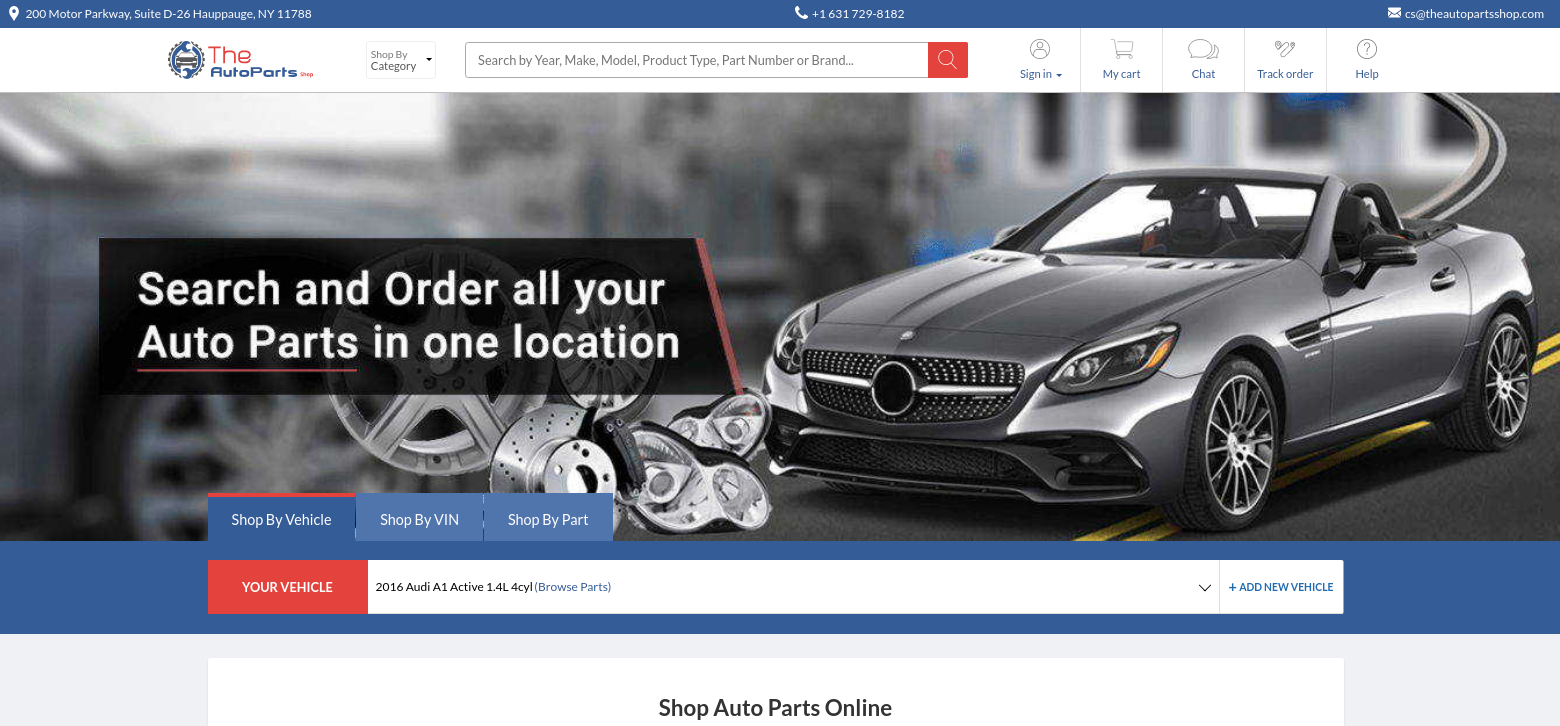 200 Motor Parkway, Suite D-26 Hauppauge, NY 11788
+1 631 729-8182
cs@theautopartsshop.com
The
AutoParts Shop
Shop By
Category
Search by Year, Make, Model, Product Type, Part Number or Brand...
Sign in
My cart
Chat
Track order
Help
Search and Order all your
Auto Parts in one location
Shop By Vehicle
Shop By VIN
Shop By Part
YOUR VEHICLE
2016 Audi A1 Active 1.4L 4cyl (Browse Parts)
+ ADD NEW VEHICLE
Shop Auto Parts Online